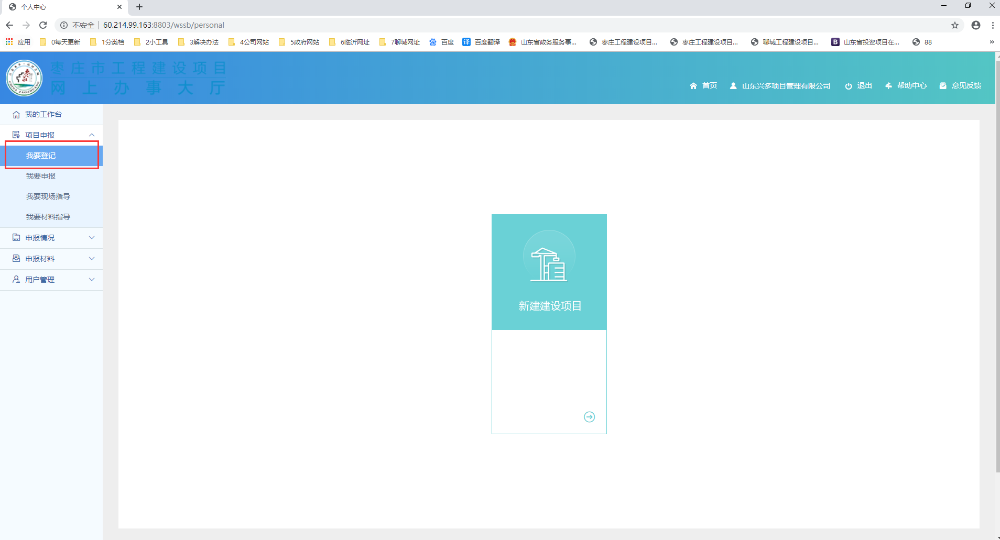 个人中心
不安全 60.214.99.163:8803/wssb/personal
应用 0每天更新 1分类档 2小工具 3解决办法 4公司网站 5政府网站 6临沂网址 7聊城网址 百度 译 百度翻译 山东省政务服务事... 枣庄工程建设项目... 枣庄工程建设项目... 聊城工程建设项目... B 山东省投资项目在... 88 »
枣庄市工程建设项目
网上办事大厅
首页 山东兴多项目管理有限公司 退出 帮助中心 意见反馈
我的工作台
项目申报
我要登记
我要申报
我要现场指导
我要材料指导
申报情况
申报材料
用户管理
新建建设项目